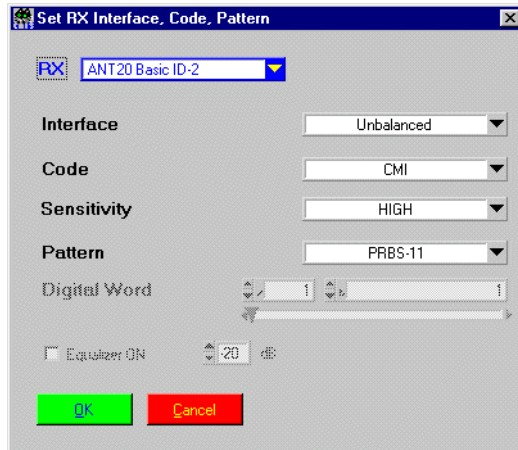 Set RX Interface, Code, Pattern
RX ANT20 Basic ID-2
Interface Unbalanced
Code CMI
Sensitivity HIGH
Pattern PRBS-11
Digital Word 1 1
Equalizer ON -20 dB
OK Cancel